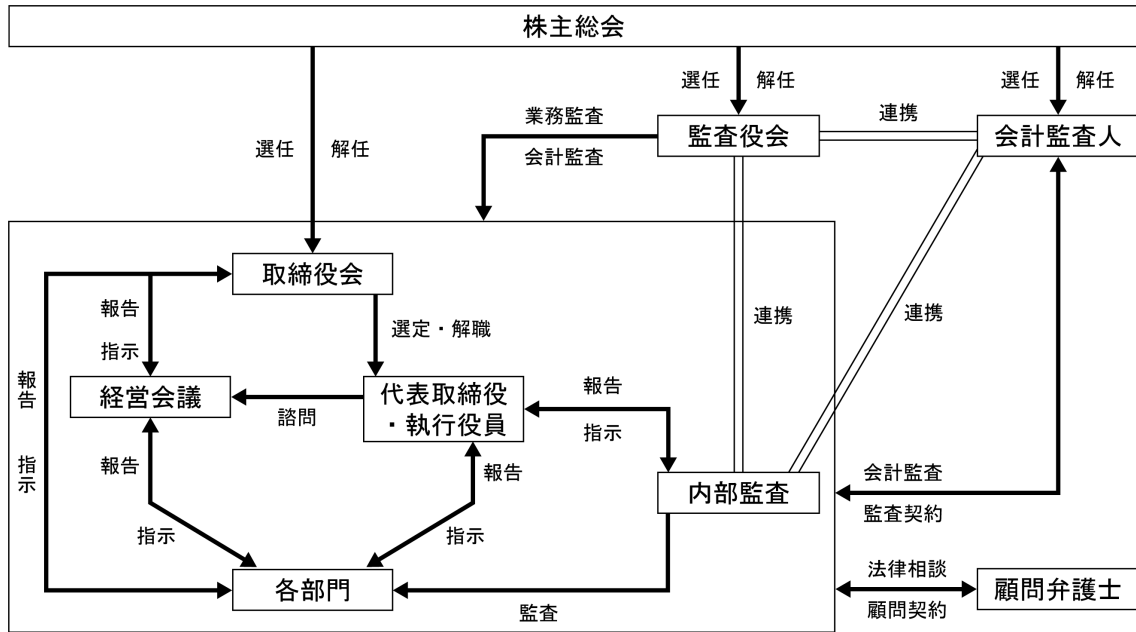 株主総会
選任
解任
選任
解任
選任
解任
業務監査
会計監査
監査役会
連携
会計監査人
取締役会
選定・解職
報告
指示
報告
指示
経営会議
諮問
代表取締役
・執行役員
報告
指示
連携
連携
報告
指示
報告
指示
内部監査
会計監査
監査契約
各部門
監査
法律相談
顧問契約
顧問弁護士